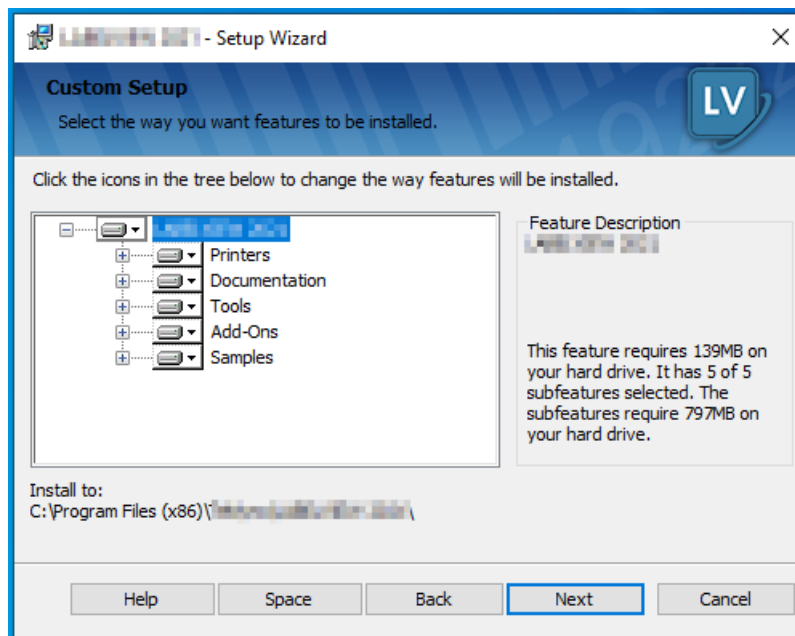 - Setup Wizard
Custom Setup
Select the way you want features to be installed.
LV
Click the icons in the tree below to change the way features will be installed.
Printers
Documentation
Tools
Add-Ons
Samples
Feature Description
This feature requires 139MB on
your hard drive. It has 5 of 5
subfeatures selected. The
subfeatures require 797MB on
your hard drive.
Install to:
C:\Program Files (x86)\
Help
Space
Back
Next
Cancel